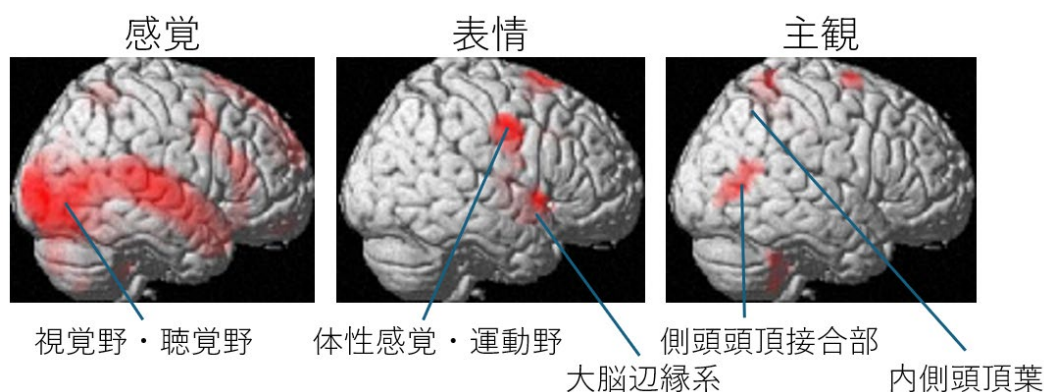 感覚
表情
主観
視覚野・聴覚野
体性感覚・運動野
側頭頭頂接合部
大脳辺縁系
内側頭頂葉